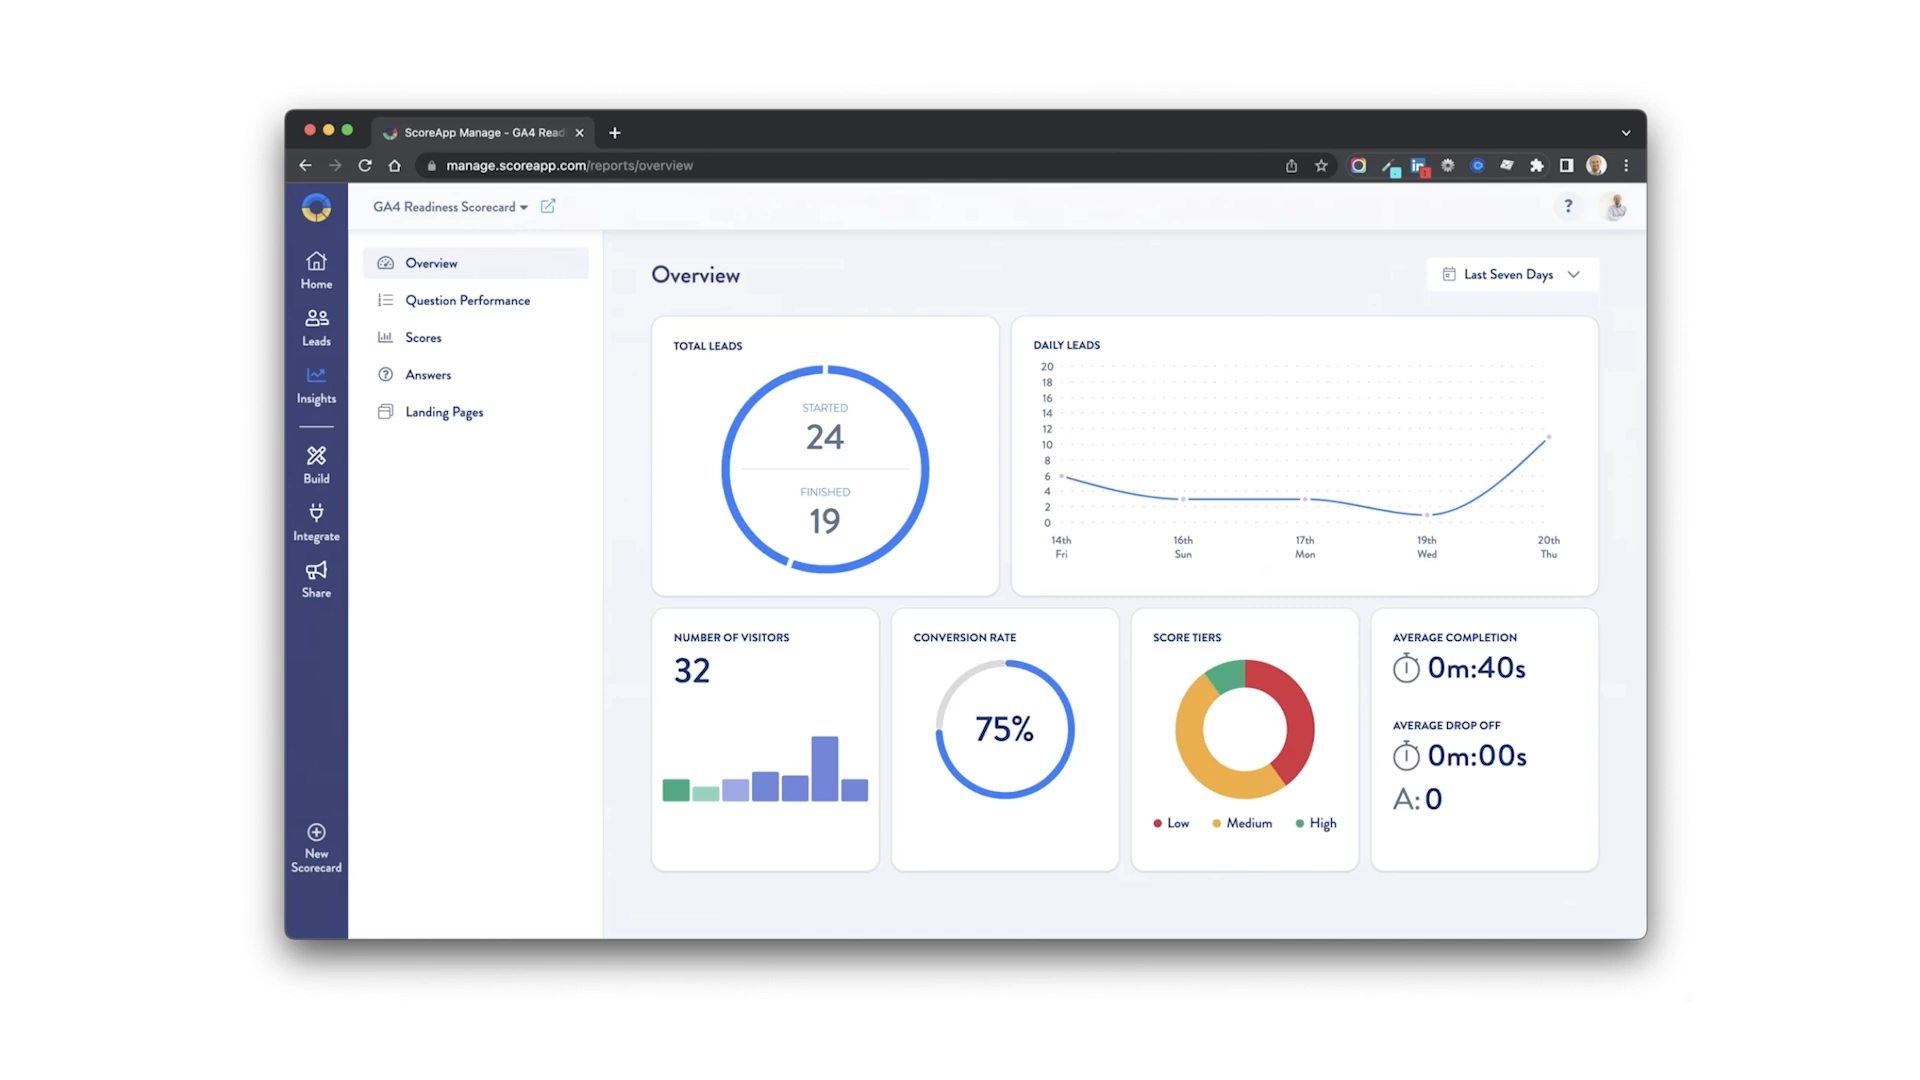 ScoreApp Manage - GA4 Read
manage.scoreapp.com/reports/overview
GA4 Readiness Scorecard
?
Home
Leads
Insights
Build
Integrate
Share
New
Scorecard
Overview
Question Performance
Scores
Answers
Landing Pages
Overview
Last Seven Days
TOTAL LEADS
STARTED
24
FINISHED
19
DAILY LEADS
20
18
16
14
12
10
8
6
4
2
0
14th 16th 17th 19th 20th
Fri Sun Mon Wed Thu
NUMBER OF VISITORS
32
CONVERSION RATE
75%
SCORE TIERS
Low Medium High
AVERAGE COMPLETION
0m:40s
AVERAGE DROP OFF
0m:00s
A: 0